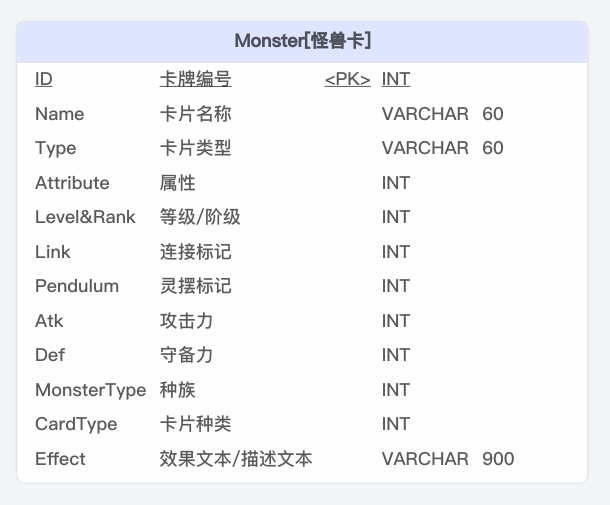 Monster[怪兽卡]
ID 卡牌编号 <PK> INT
Name 卡片名称 VARCHAR 60
Type 卡片类型 VARCHAR 60
Attribute 属性 INT
Level&Rank 等级/阶级 INT
Link 连接标记 INT
Pendulum 灵摆标记 INT
Atk 攻击力 INT
Def 守备力 INT
MonsterType 种族 INT
CardType 卡片种类 INT
Effect 效果文本/描述文本 VARCHAR 900